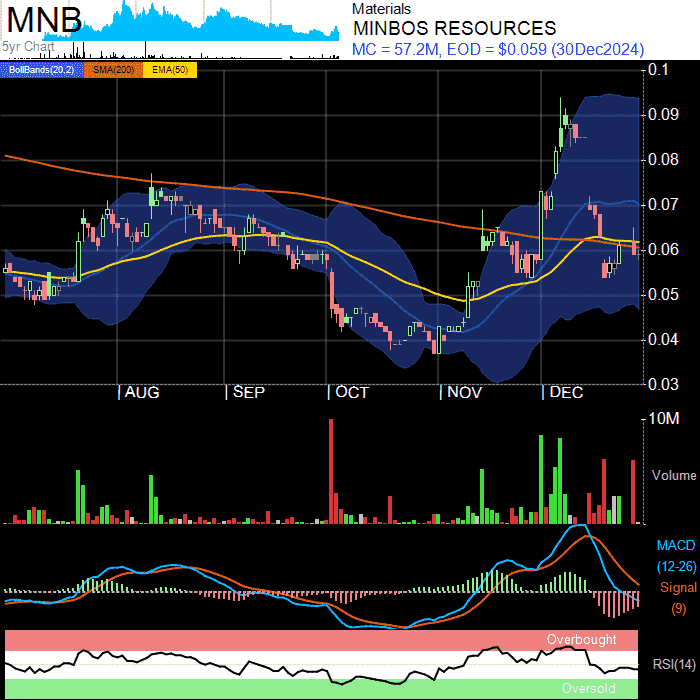 MNB
5yr Chart
Materials
MINBOS RESOURCES
MC = 57.2M, EOD = $0.059 (30Dec2024)
BollBands(20,2) SMA(200) EMA(50)
0.1
0.09
0.08
0.07
0.06
0.05
0.04
0.03
AUG SEP OCT NOV DEC
10M
Volume
MACD
(12-26)
Signal
(9)
Overbought
RSI(14)
Oversold